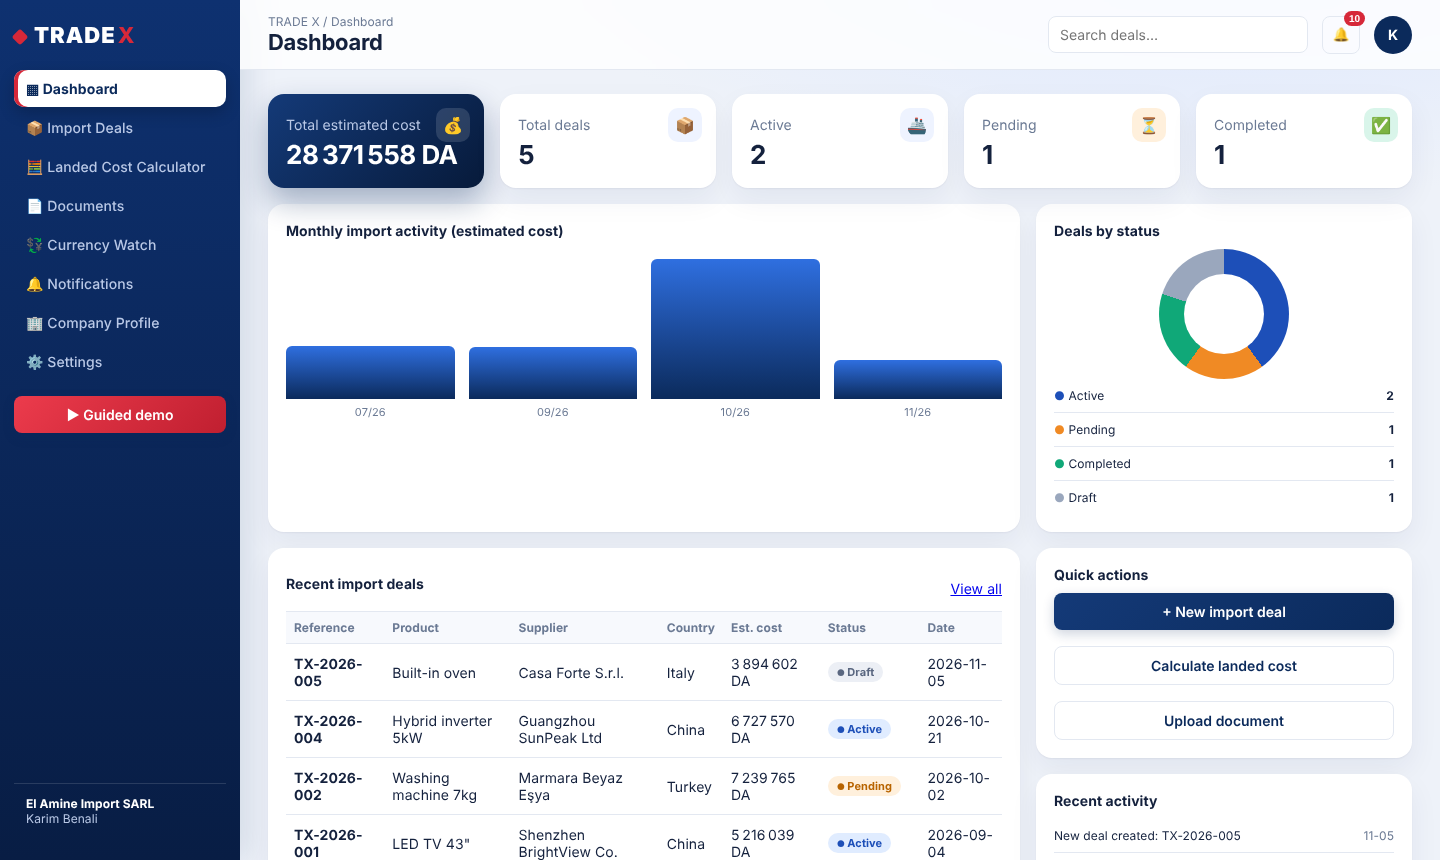 TRADE X
Dashboard
Import Deals
Landed Cost Calculator
Documents
Currency Watch
Notifications
Company Profile
Settings
▶ Guided demo
El Amine Import SARL
Karim Benali
TRADE X / Dashboard
Dashboard
Search deals...
10
K
Total estimated cost
28 371 558 DA
Total deals
5
Active
2
Pending
1
Completed
1
Monthly import activity (estimated cost)
07/26
09/26
10/26
11/26
Deals by status
Active 2
Pending 1
Completed 1
Draft 1
Recent import deals
View all
Reference Product Supplier Country Est. cost Status Date
TX-2026-005 Built-in oven Casa Forte S.r.l. Italy 3 894 602 DA Draft 2026-11-05
TX-2026-004 Hybrid inverter 5kW Guangzhou SunPeak Ltd China 6 727 570 DA Active 2026-10-21
TX-2026-002 Washing machine 7kg Marmara Beyaz Eşya Turkey 7 239 765 DA Pending 2026-10-02
TX-2026-001 LED TV 43" Shenzhen BrightView Co. China 5 216 039 DA Active 2026-09-04
Quick actions
+ New import deal
Calculate landed cost
Upload document
Recent activity
New deal created: TX-2026-005 11-05